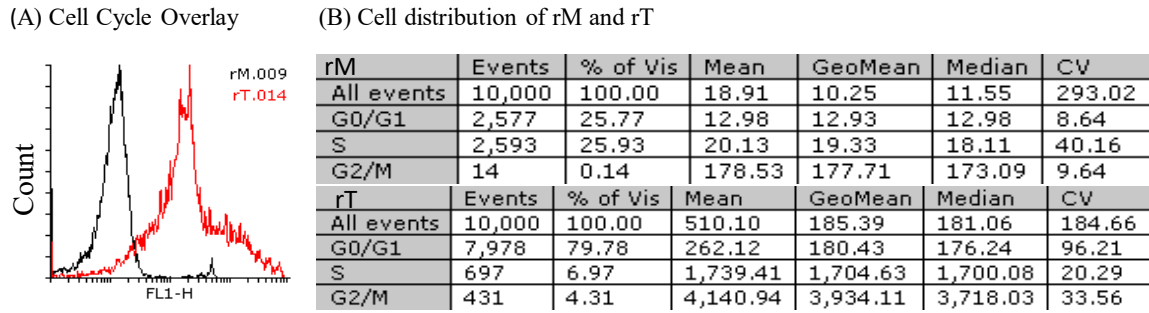 (A) Cell Cycle Overlay
(B) Cell distribution of rM and rT
rM.009
rT.014
Count
FL1-H
rM Events % of Vis Mean GeoMean Median CV
All events 10,000 100.00 18.91 10.25 11.55 293.02
G0/G1 2,577 25.77 12.98 12.93 12.98 8.64
S 2,593 25.93 20.13 19.33 18.11 40.16
G2/M 14 0.14 178.53 177.71 173.09 9.64
rT Events % of Vis Mean GeoMean Median CV
All events 10,000 100.00 510.10 185.39 181.06 184.66
G0/G1 7,978 79.78 262.12 180.43 176.24 96.21
S 697 6.97 1,739.41 1,704.63 1,700.08 20.29
G2/M 431 4.31 4,140.94 3,934.11 3,718.03 33.56